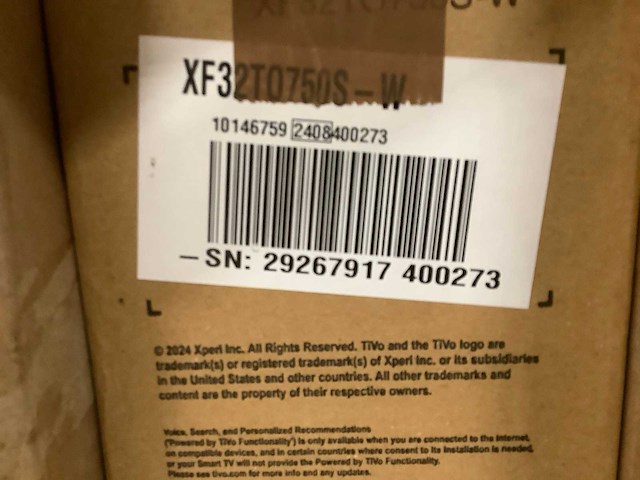 XF32TO750S-W
XF32TO750S-W
10146759 2408400273
-SN: 29267917 400273
© 2024 Xperi Inc. All Rights Reserved. TiVo and the TiVo logo are
trademark(s) or registered trademark(s) of Xperi Inc. or its subsidiaries
in the United States and other countries. All other trademarks and
content are the property of their respective owners.
Voice, Search, and Personalized Recommendations
('Powered by TiVo Functionality') is only available when you are connected to the internet,
on compatible devices, and in certain countries where consent to its installation is needed,
or your Smart TV will not provide the Powered by TiVo Functionality.
Please see tivo.com for more info and any updates.